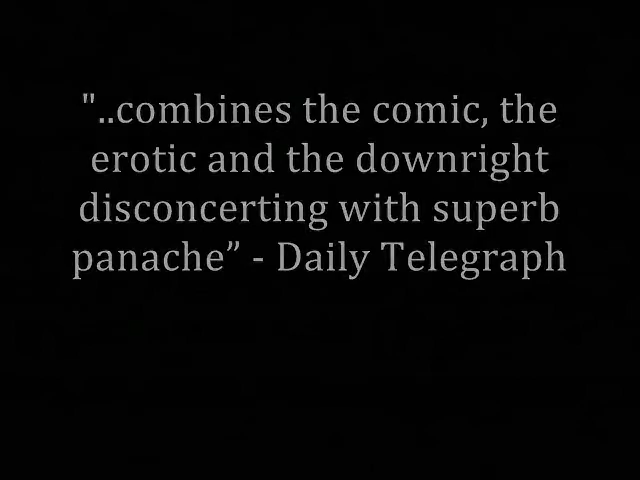 "..combines the comic, the
erotic and the downright
disconcerting with superb
panache” - Daily Telegraph